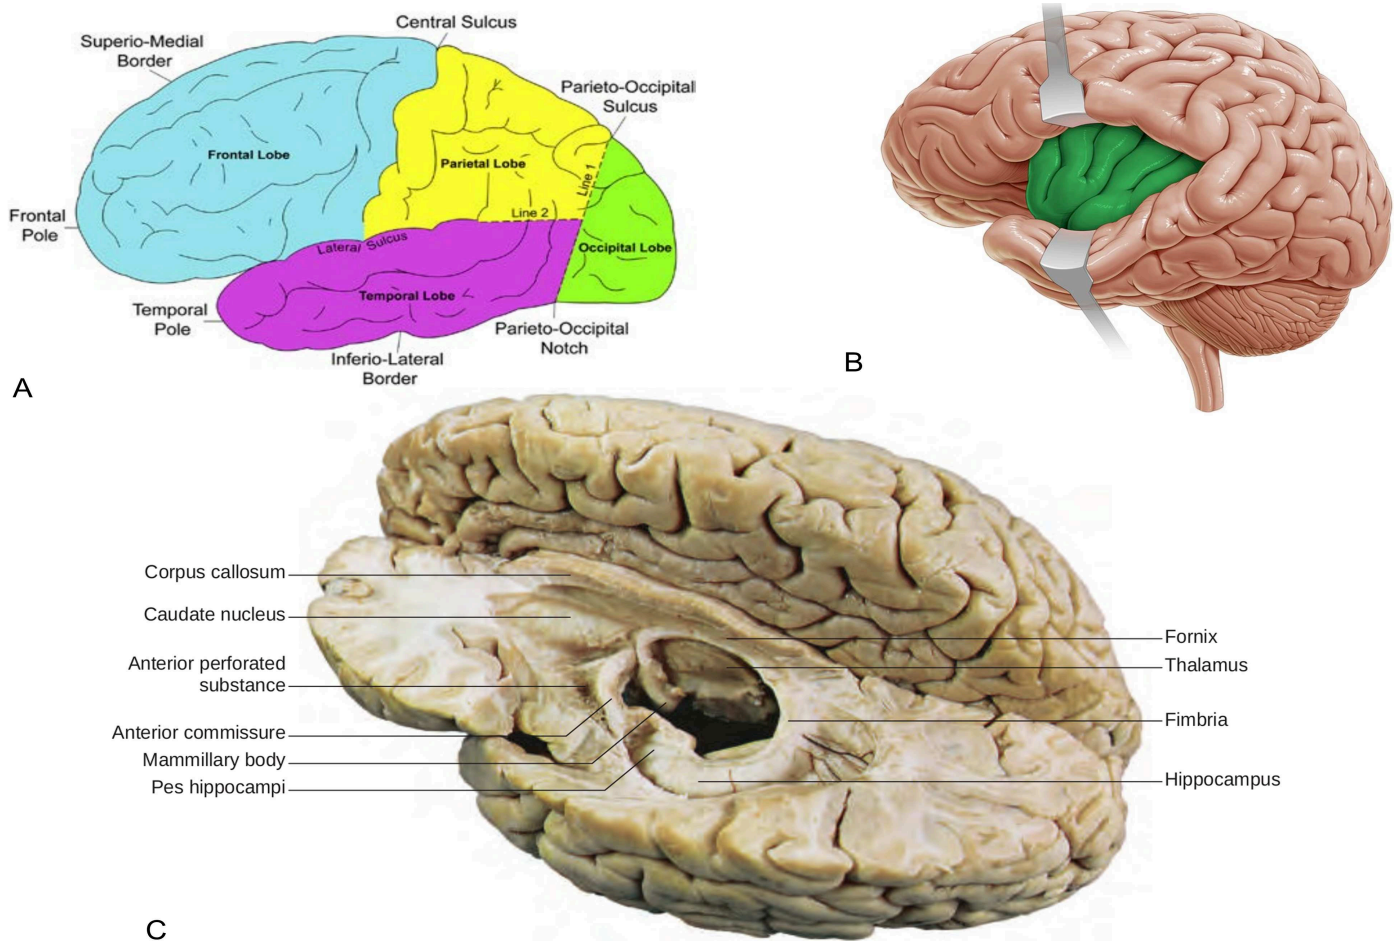 Central Sulcus
Superio-Medial
Border
Parieto-Occipital
Sulcus
Frontal Lobe
Parietal Lobe
Line 1
Frontal
Pole
Line 2
Lateral Sulcus
Occipital Lobe
Temporal Lobe
Temporal
Pole
Parieto-Occipital
Notch
Inferio-Lateral
Border
A
B
Corpus callosum
Caudate nucleus
Anterior perforated
substance
Anterior commissure
Mammillary body
Pes hippocampi
Fornix
Thalamus
Fimbria
Hippocampus
C